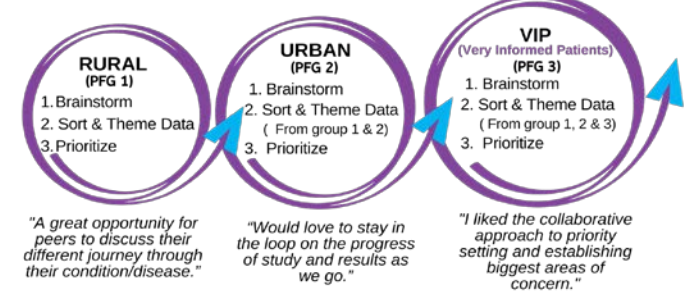 RURAL
(PFG 1)
1.Brainstorm
2. Sort & Theme Data
3.Prioritize
"A great opportunity for
peers to discuss their
different journey through
their condition/disease."
URBAN
(PFG 2)
1. Brainstorm
2. Sort & Theme Data
( From group 1 & 2)
3. Prioritize
"Would love to stay in
the loop on the progress
of study and results as
we go."
VIP
(Very Informed Patients)
(PFG 3)
1. Brainstorm
2. Sort & Theme Data
( From group 1, 2 & 3)
3. Prioritize
"I liked the collaborative
approach to priority
setting and establishing
biggest areas of
concern."